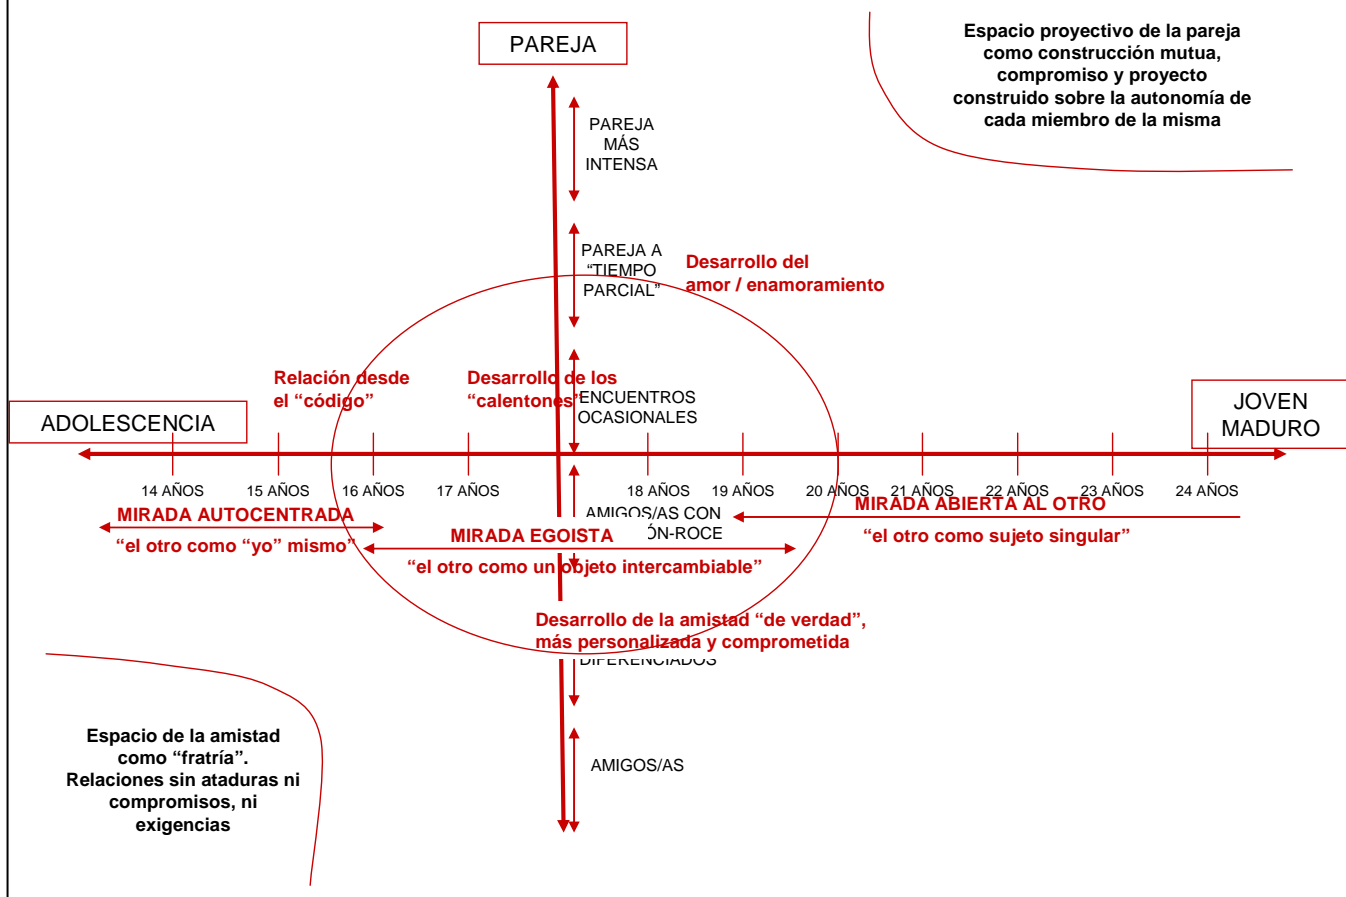 PAREJA
Espacio proyectivo de la pareja
como construcción mutua,
compromiso y proyecto
construido sobre la autonomía de
cada miembro de la misma
PAREJA
MÁS
INTENSA
PAREJA A
“TIEMPO
PARCIAL”
Desarrollo del
amor / enamoramiento
Relación desde
el “código”
Desarrollo de los
“calentones”
ENCUENTROS
OCASIONALES
ADOLESCENCIA
JOVEN
MADURO
14 AÑOS
15 AÑOS
16 AÑOS
17 AÑOS
18 AÑOS
19 AÑOS
20 AÑOS
21 AÑOS
22 AÑOS
23 AÑOS
24 AÑOS
MIRADA AUTOCENTRADA
“el otro como “yo” mismo”
AMIGOS/AS CON
ÓN-ROCE
MIRADA EGOISTA
“el otro como un objeto intercambiable”
MIRADA ABIERTA AL OTRO
“el otro como sujeto singular”
Desarrollo de la amistad “de verdad”,
más personalizada y comprometida
DIFERENCIADOS
Espacio de la amistad
como “fratría”.
Relaciones sin ataduras ni
compromisos, ni
exigencias
AMIGOS/AS